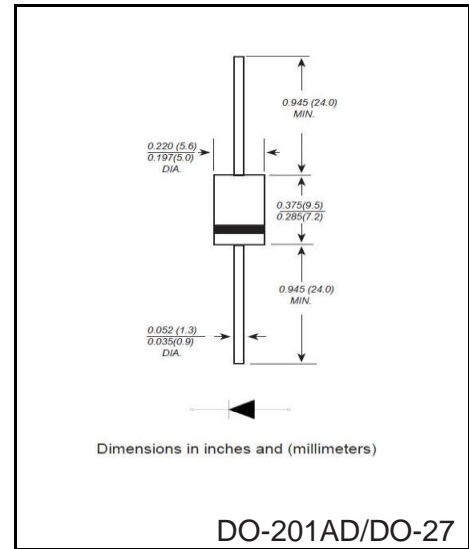 0.945 (24.0)
MIN.
0.220 (5.6)
0.197(5.0)
DIA.
0.375(9.5)
0.285(7.2)
0.945 (24.0)
MIN.
0.052 (1.3)
0.035(0.9)
DIA.
Dimensions in inches and (millimeters)
DO-201AD/DO-27